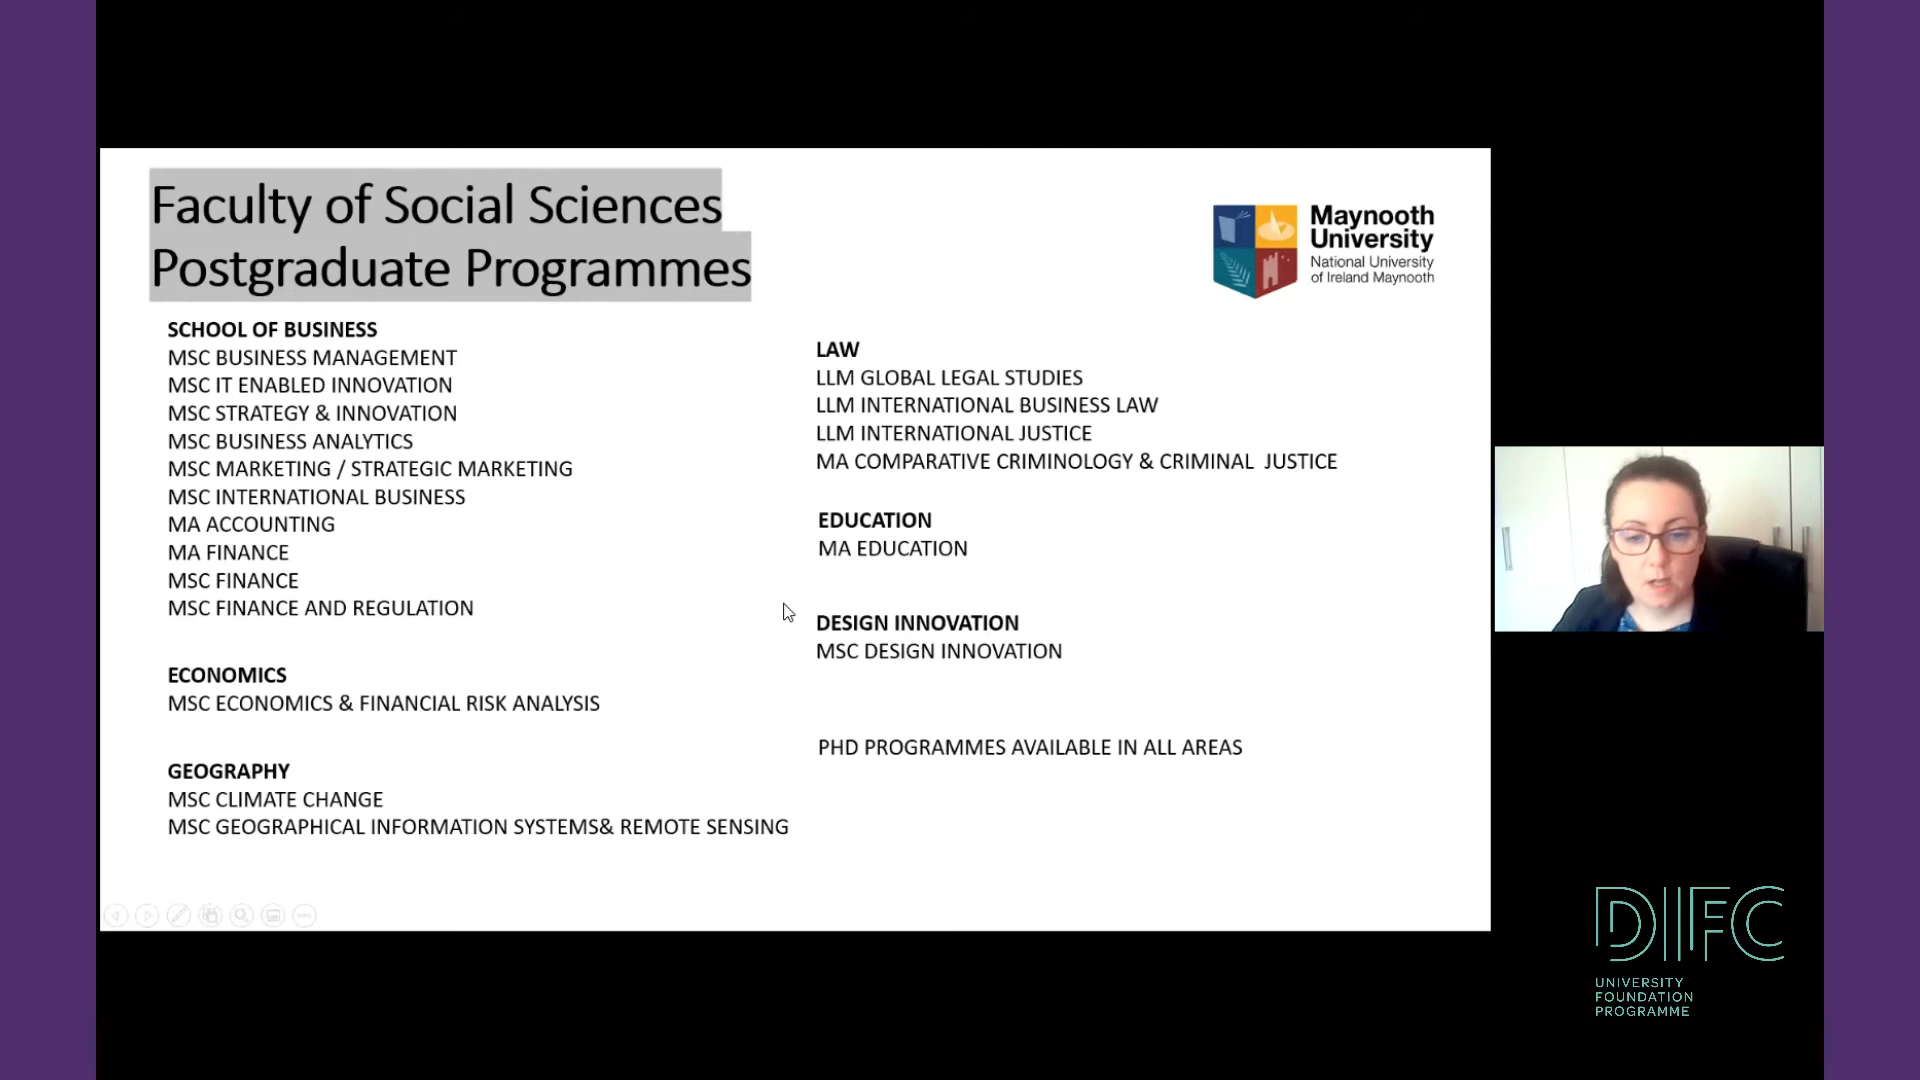 Faculty of Social Sciences
Postgraduate Programmes
Maynooth
University
National University
of Ireland Maynooth
SCHOOL OF BUSINESS
MSC BUSINESS MANAGEMENT
MSC IT ENABLED INNOVATION
MSC STRATEGY & INNOVATION
MSC BUSINESS ANALYTICS
MSC MARKETING / STRATEGIC MARKETING
MSC INTERNATIONAL BUSINESS
MA ACCOUNTING
MA FINANCE
MSC FINANCE
MSC FINANCE AND REGULATION
ECONOMICS
MSC ECONOMICS & FINANCIAL RISK ANALYSIS
GEOGRAPHY
MSC CLIMATE CHANGE
MSC GEOGRAPHICAL INFORMATION SYSTEMS& REMOTE SENSING
LAW
LLM GLOBAL LEGAL STUDIES
LLM INTERNATIONAL BUSINESS LAW
LLM INTERNATIONAL JUSTICE
MA COMPARATIVE CRIMINOLOGY & CRIMINAL  JUSTICE
EDUCATION
MA EDUCATION
DESIGN INNOVATION
MSC DESIGN INNOVATION
PHD PROGRAMMES AVAILABLE IN ALL AREAS
DIFC
UNIVERSITY
FOUNDATION
PROGRAMME